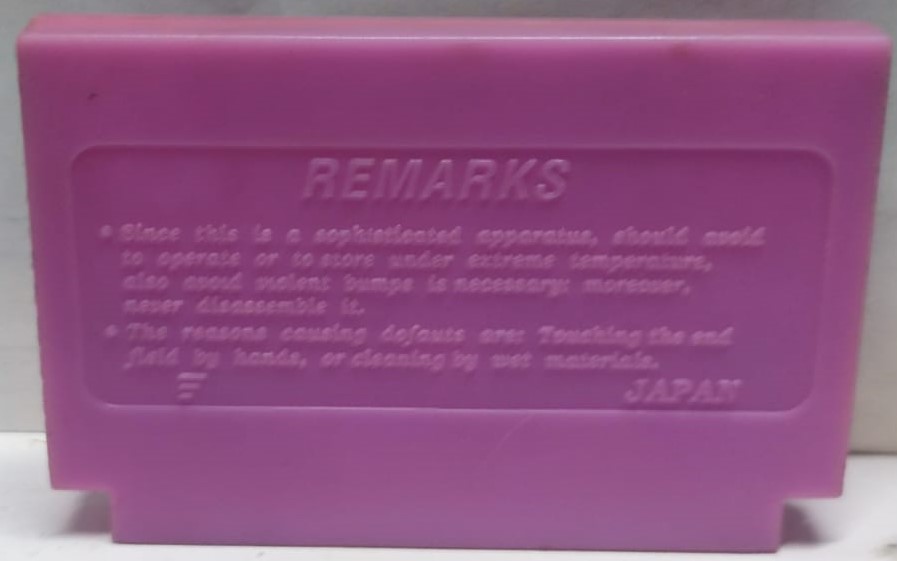 REMARKS
• Since this is a sophisticated apparatus, should avoid
to operate or to store under extreme temperature,
also avoid violent bumps is necessary; moreover,
never disassemble it.
• The reasons causing defauts are: Touching the end
field by hands, or cleaning by wet materials.
JAPAN